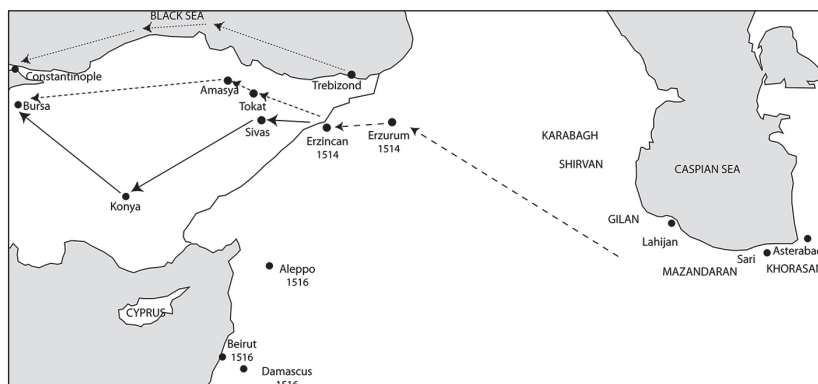 BLACK SEA
Constantinople
Trebizond
Amasya
Bursa
Tokat
Sivas
Erzincan
1514
Erzurum
1514
KARABAGH
SHIRVAN
CASPIAN SEA
Konya
GILAN
Lahijan
Sari
Asterabad
MAZANDARAN
KHORASAN
Aleppo
1516
CYPRUS
Beirut
1516
Damascus
1516